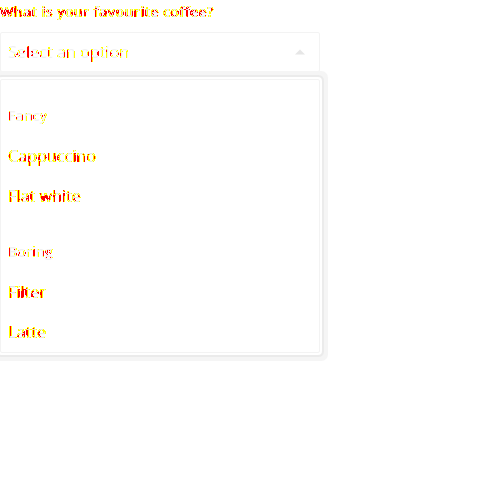 What is your favourite coffee?
Select an option
Fancy
Cappuccino
Flat white
Boring
Filter
Latte